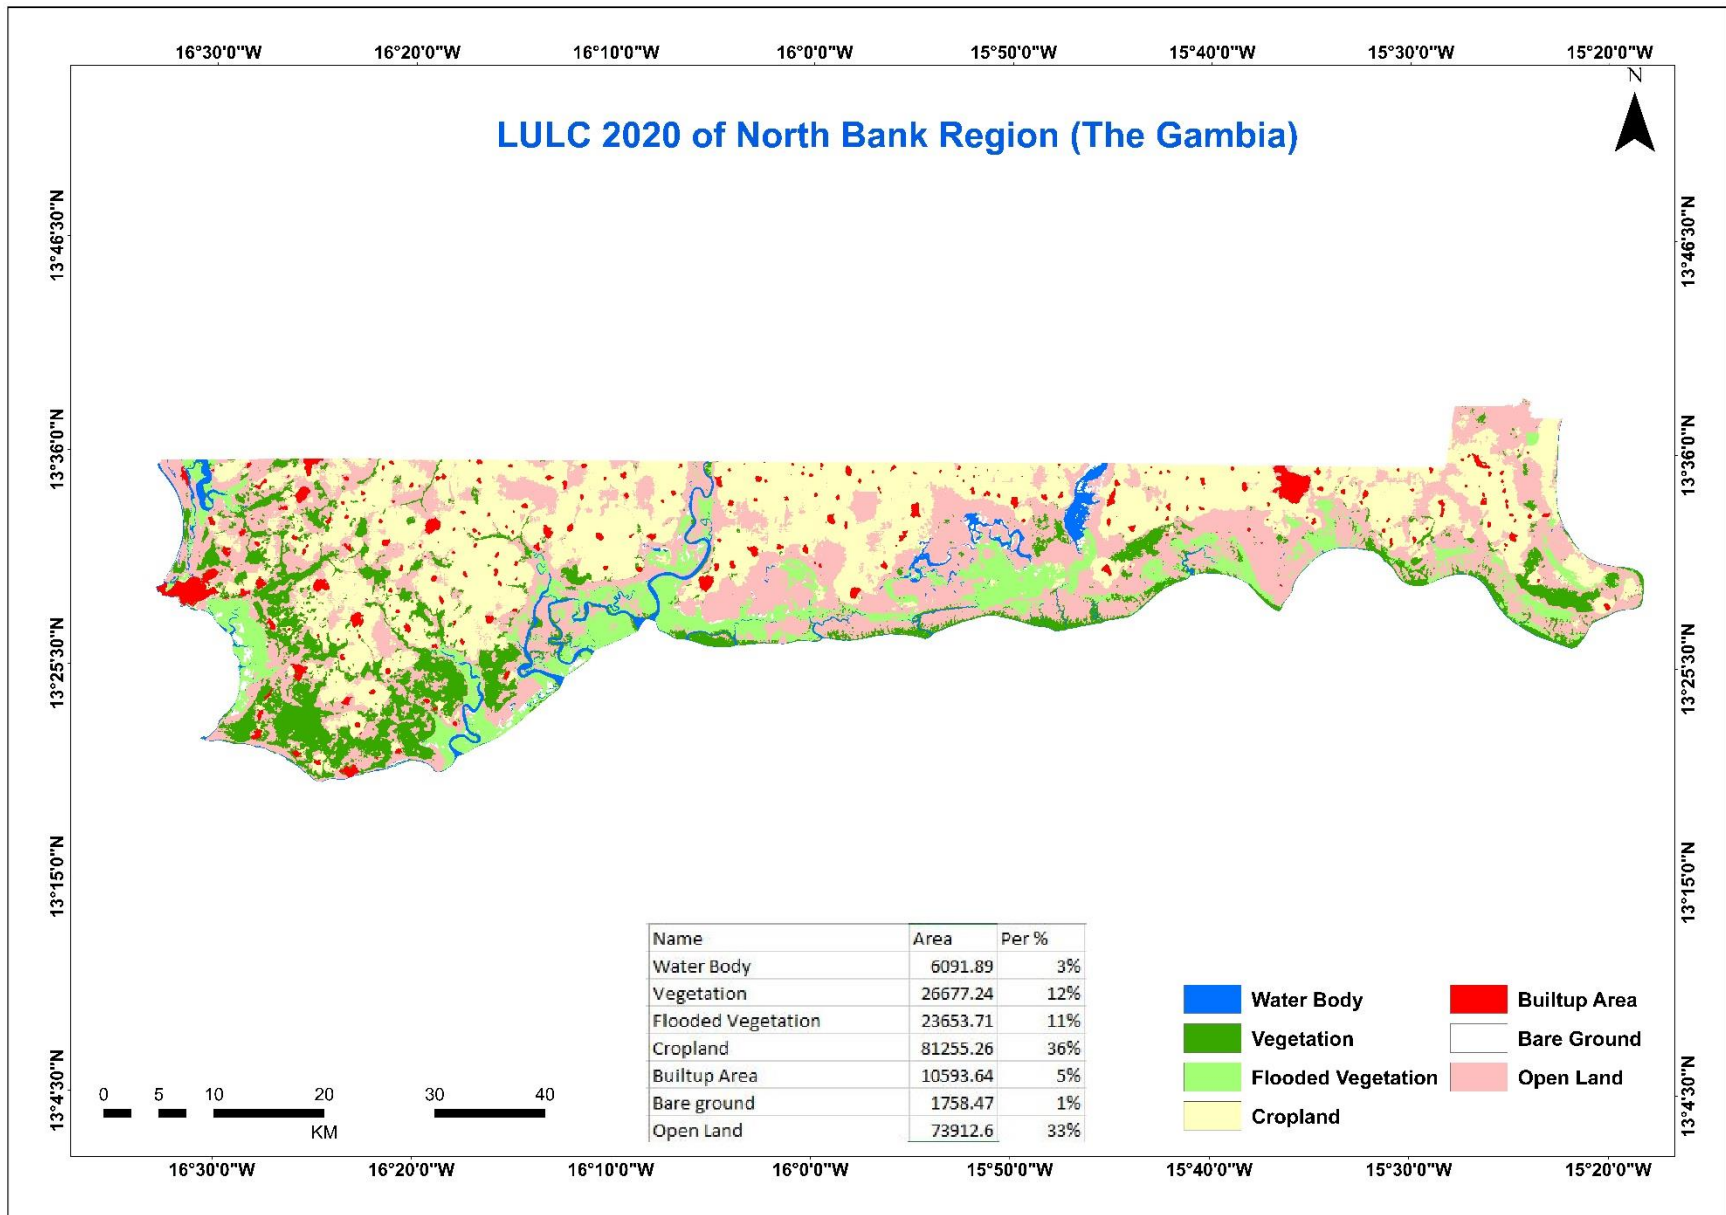 16°30'0"W 16°20'0"W 16°10'0"W 16°0'0"W 15°50'0"W 15°40'0"W 15°30'0"W 15°20'0"W
N
LULC 2020 of North Bank Region (The Gambia)
13°46'30"N 13°46'30"N
13°36'0"N 13°36'0"N
13°25'30"N 13°25'30"N
13°15'0"N 13°15'0"N
13°4'30"N 13°4'30"N
Name Area Per %
Water Body 6091.89 3%
Vegetation 26677.24 12%
Flooded Vegetation 23653.71 11%
Cropland 81255.26 36%
Builtup Area 10593.64 5%
Bare ground 1758.47 1%
Open Land 73912.6 33%
Water Body
Vegetation
Flooded Vegetation
Cropland
Builtup Area
Bare Ground
Open Land
0 5 10 20 30 40
KM
16°30'0"W 16°20'0"W 16°10'0"W 16°0'0"W 15°50'0"W 15°40'0"W 15°30'0"W 15°20'0"W